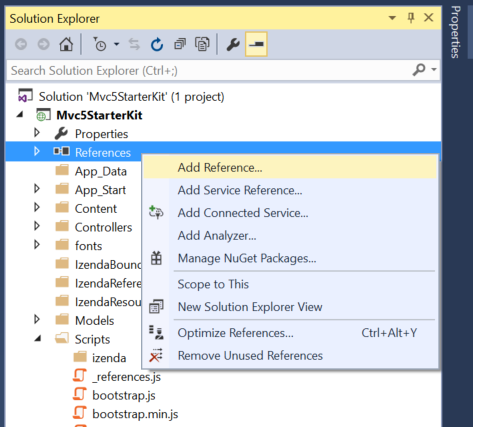 Solution Explorer
Properties
Search Solution Explorer (Ctrl+;)
Solution 'Mvc5StarterKit' (1 project)
Mvc5StarterKit
Properties
References
Add Reference...
App_Data
App_Start
Add Service Reference...
Content
Add Connected Service...
Controllers
Add Analyzer...
fonts
Manage NuGet Packages...
IzendaBound
IzendaRefere
Scope to This
IzendaResou
New Solution Explorer View
Models
Optimize References... Ctrl+Alt+Y
Scripts
izenda
Remove Unused References
_references.js
bootstrap.js
bootstrap.min.js